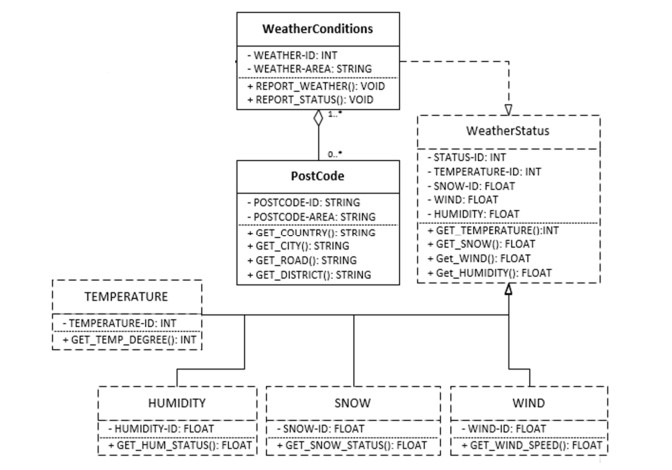 WeatherConditions
- WEATHER-ID: INT
- WEATHER-AREA: STRING
+ REPORT_WEATHER(): VOID
+ REPORT_STATUS(): VOID
1..*
0..*
PostCode
- POSTCODE-ID: STRING
- POSTCODE-AREA: STRING
+ GET_COUNTRY(): STRING
+ GET_CITY(): STRING
+ GET_ROAD(): STRING
+ GET_DISTRICT(): STRING
WeatherStatus
- STATUS-ID: INT
- TEMPERATURE-ID: INT
- SNOW-ID: FLOAT
- WIND: FLOAT
- HUMIDITY: FLOAT
+ GET_TEMPERATURE():INT
+ GET_SNOW(): FLOAT
+ Get_WIND(): FLOAT
+ Get_HUMIDITY(): FLOAT
TEMPERATURE
- TEMPERATURE-ID: INT
+ GET_TEMP_DEGREE(): INT
HUMIDITY
- HUMIDITY-ID: FLOAT
+ GET_HUM_STATUS(): FLOAT
SNOW
- SNOW-ID: FLOAT
+ GET_SNOW_STATUS(): FLOAT
WIND
- WIND-ID: FLOAT
+ GET_WIND_SPEED(): FLOAT